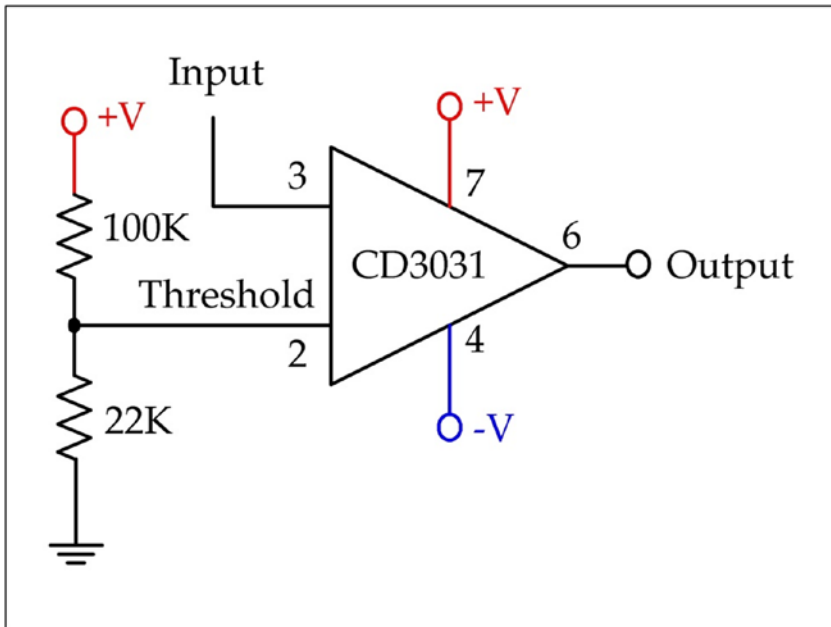 Input
+V
+V
3
7
100K
6
CD3031
Output
Threshold
2
4
22K
-V